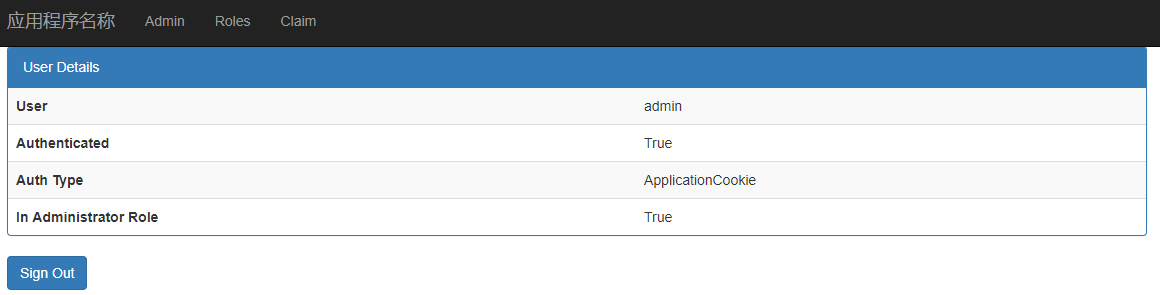 应用程序名称 Admin Roles Claim
User Details
User admin
Authenticated True
Auth Type ApplicationCookie
In Administrator Role True
Sign Out